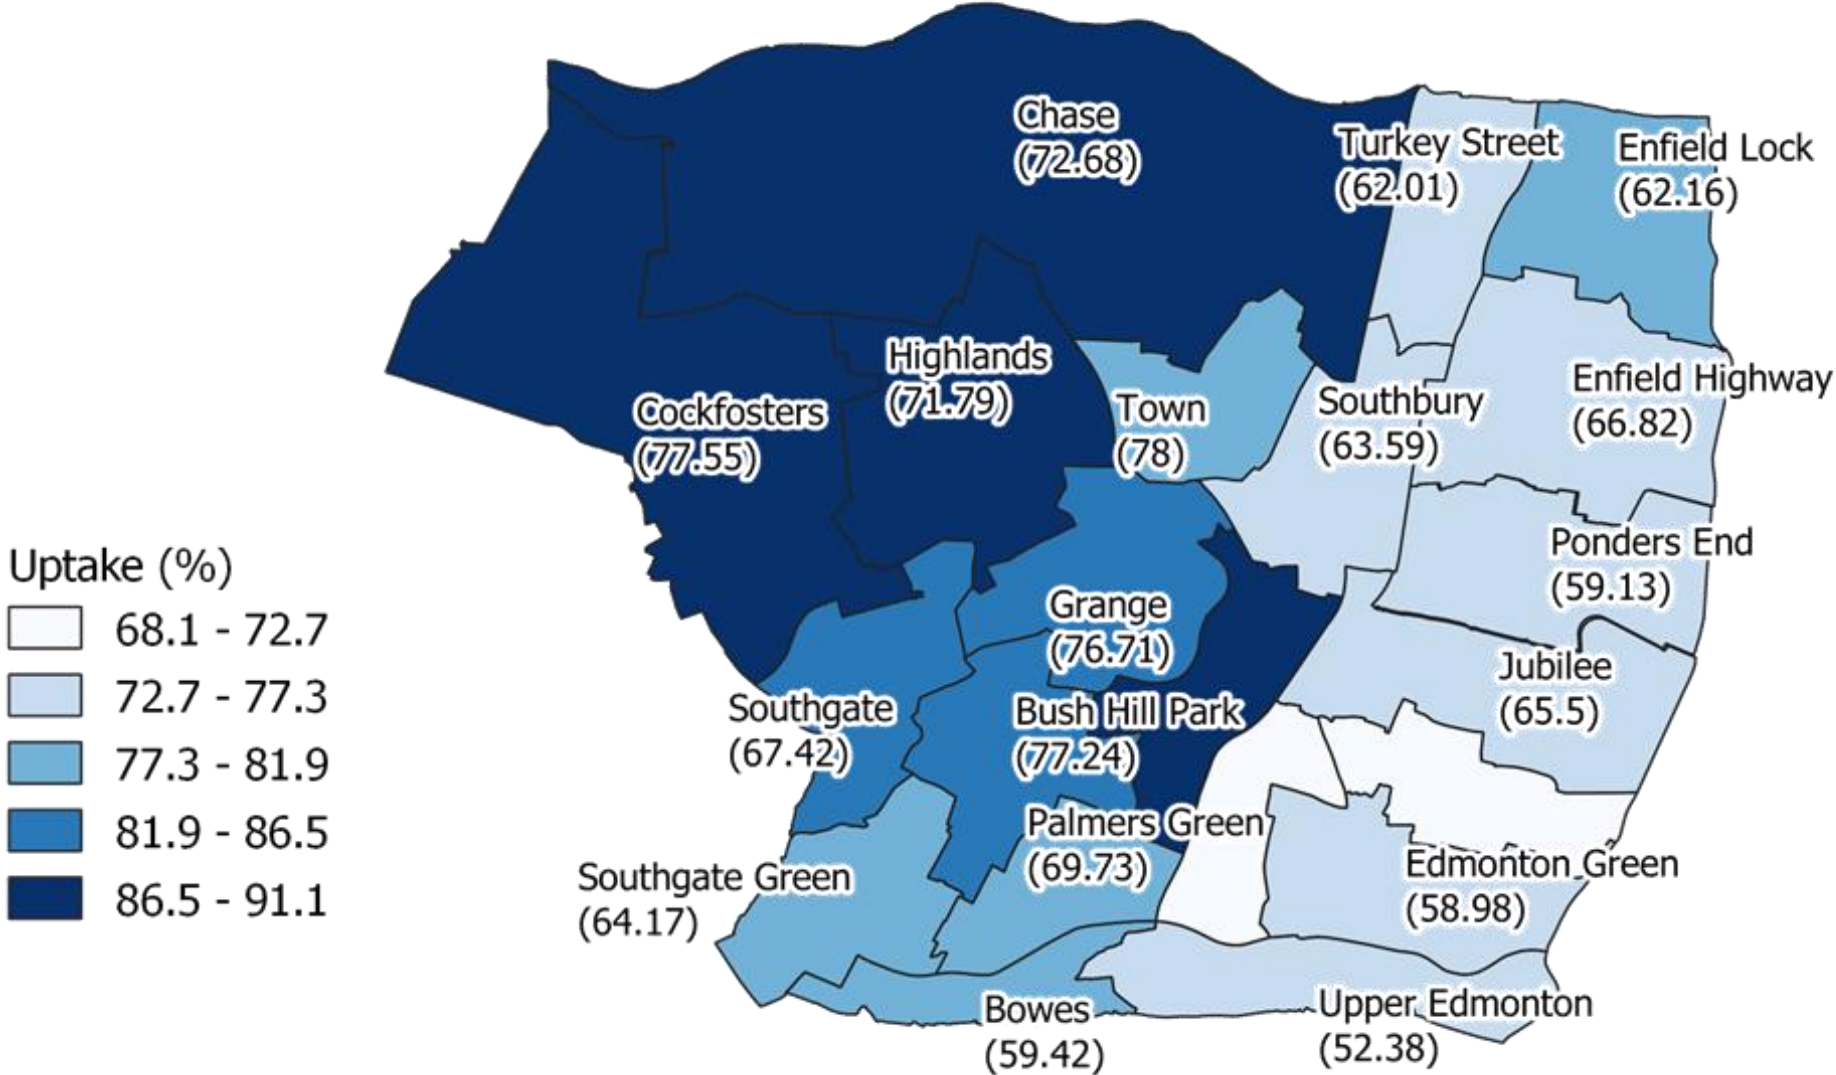 Chase
(72.68)
Turkey Street
(62.01)
Enfield Lock
(62.16)
Highlands
(71.79)
Cockfosters
(77.55)
Town
(78)
Southbury
(63.59)
Enfield Highway
(66.82)
Ponders End
(59.13)
Grange
(76.71)
Jubilee
(65.5)
Southgate
(67.42)
Bush Hill Park
(77.24)
Palmers Green
(69.73)
Southgate Green
(64.17)
Edmonton Green
(58.98)
Bowes
(59.42)
Upper Edmonton
(52.38)
Uptake (%)
68.1 - 72.7
72.7 - 77.3
77.3 - 81.9
81.9 - 86.5
86.5 - 91.1